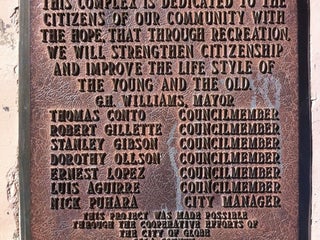 THIS COMPLEX IS DEDICATED TO THE
CITIZENS OF OUR COMMUNITY WITH
THE HOPE, THAT THROUGH RECREATION,
WE WILL STRENGTHEN CITIZENSHIP
AND IMPROVE THE LIFE STYLE OF
THE YOUNG AND THE OLD.
G.H. WILLIAMS, MAYOR
THOMAS CONTO COUNCILMEMBER
ROBERT GILLETTE COUNCILMEMBER
STANLEY GIBSON COUNCILMEMBER
DOROTHY OLLSON COUNCILMEMBER
ERNEST LOPEZ COUNCILMEMBER
LUIS AGUIRRE COUNCILMEMBER
NICK PUHARA CITY MANAGER
THIS PROJECT WAS MADE POSSIBLE
THROUGH THE COOPERATIVE EFFORTS OF
THE CITY OF GLOBE